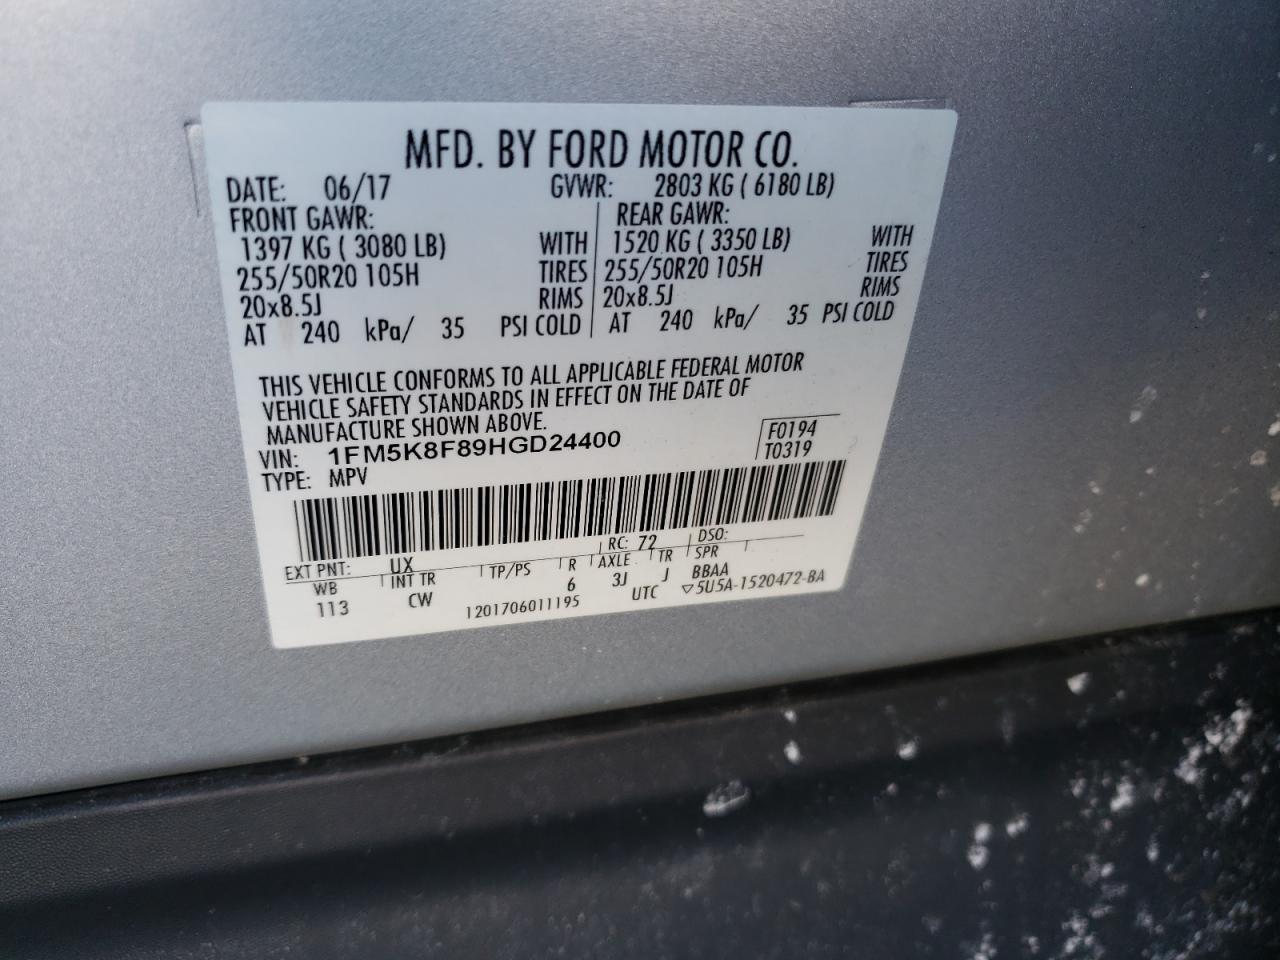 MFD. BY FORD MOTOR CO.
DATE: 06/17 GVWR: 2803 KG ( 6180 LB)
FRONT GAWR: REAR GAWR:
1397 KG ( 3080 LB) WITH 1520 KG ( 3350 LB) WITH
255/50R20 105H TIRES 255/50R20 105H TIRES
20x8.5J RIMS 20x8.5J RIMS
AT 240 kPa/ 35 PSI COLD AT 240 kPa/ 35 PSI COLD
THIS VEHICLE CONFORMS TO ALL APPLICABLE FEDERAL MOTOR
VEHICLE SAFETY STANDARDS IN EFFECT ON THE DATE OF
MANUFACTURE SHOWN ABOVE.
VIN: 1FM5K8F89HGD24400 F0194
TYPE: MPV T0319
EXT PNT: UX RC: 72 DSO:
WB INT TR TP/PS R AXLE TR SPR
113 CW 6 3J J BBAA
1201706011195 UTC ▽5U5A-1520472-BA